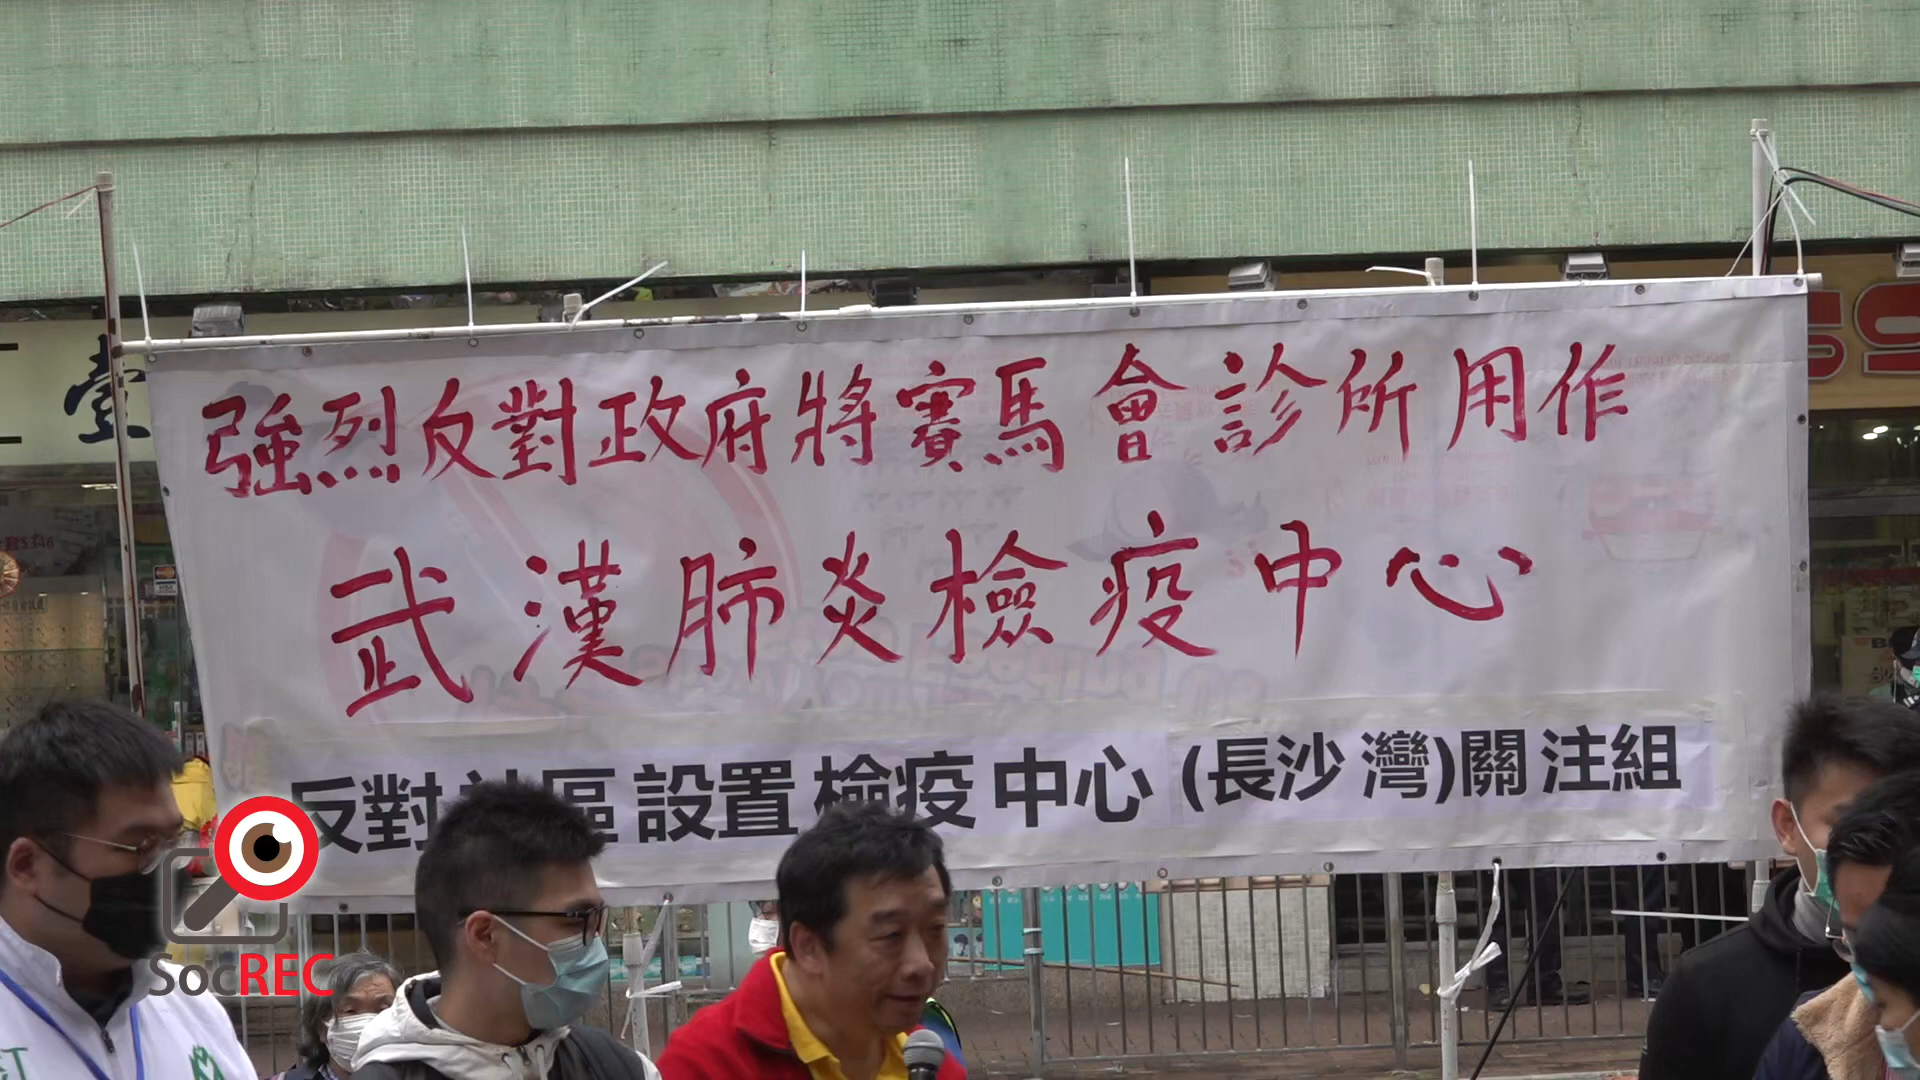 強烈反對政府將賽馬會診所用作
武漢肺炎檢疫中心
反對社區設置檢疫中心(長沙灣)關注組
壹
SocREC